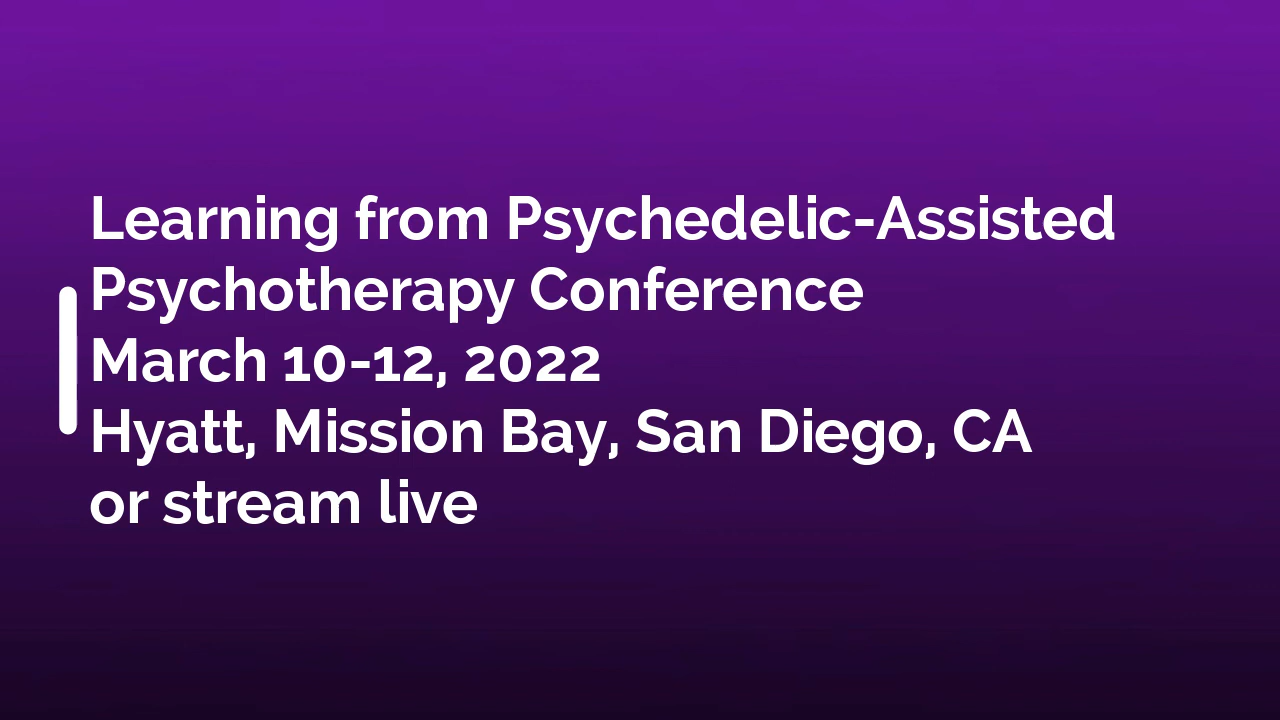 Learning from Psychedelic-Assisted
Psychotherapy Conference
March 10-12, 2022
Hyatt, Mission Bay, San Diego, CA
or stream live